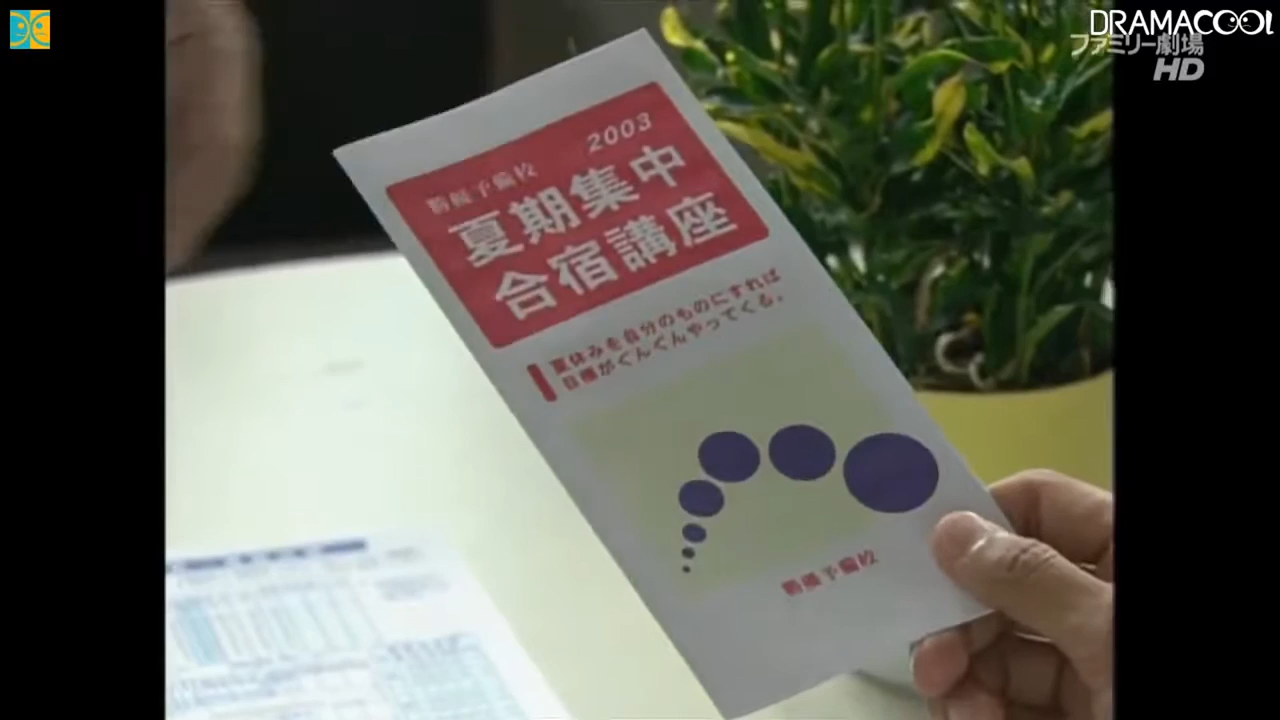 DRAMACOOL
ファミリー劇場
HD
2003
夏期集中
合宿講座
夏休みを自分のものにすれば
目標がぐんぐんやってくる。